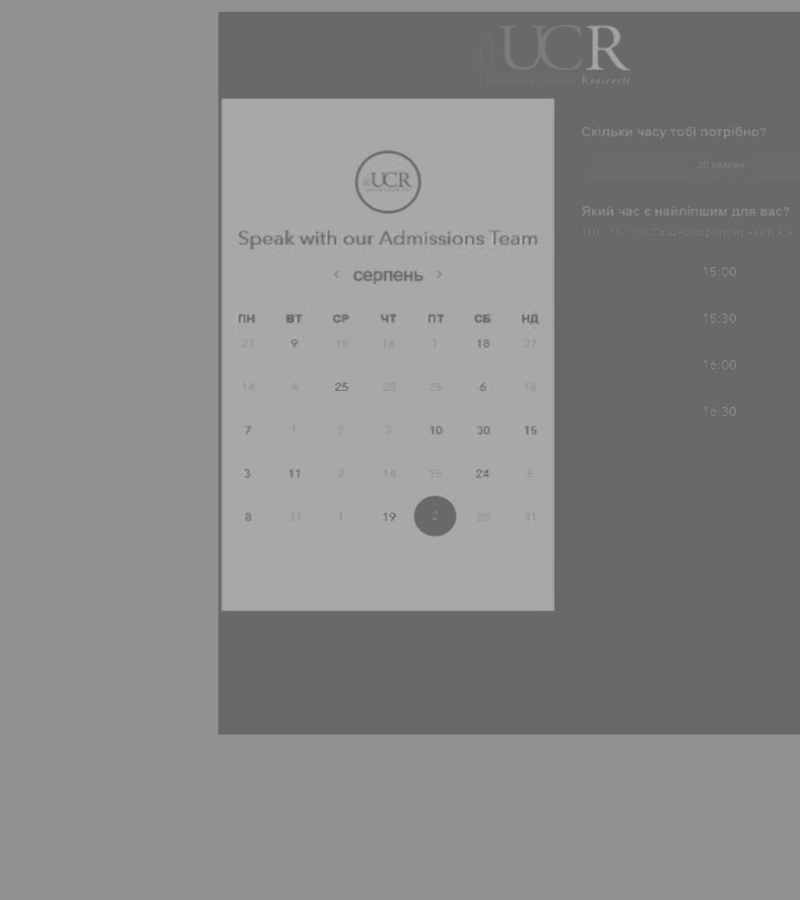 UCR
University College Roosevelt
UCR
Speak with our Admissions Team
< серпень >
ПН ВТ СР ЧТ ПТ СБ НД
21 9 19 16 1 18 27
14 4 25 28 25 6 18
7 1 2 3 10 30 15
3 11 2 14 15 24 6
8 31 1 19 2 28 31
Скільки часу тобі потрібно?
30 хвилин
Який час є найліпшим для вас?
Східноєвропейський час
15:00
15:30
16:00
16:30